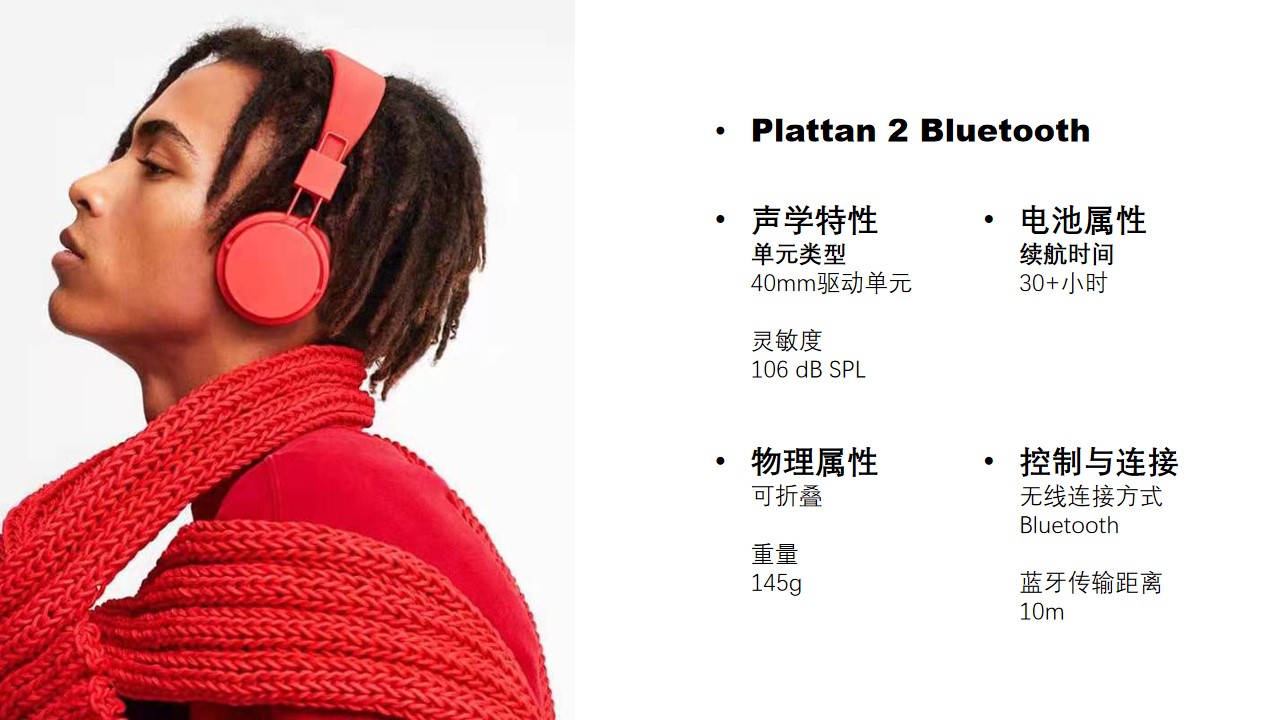 Plattan 2 Bluetooth
声学特性
单元类型
40mm驱动单元
灵敏度
106 dB SPL
电池属性
续航时间
30+小时
物理属性
可折叠
重量
145g
控制与连接
无线连接方式
Bluetooth
蓝牙传输距离
10m